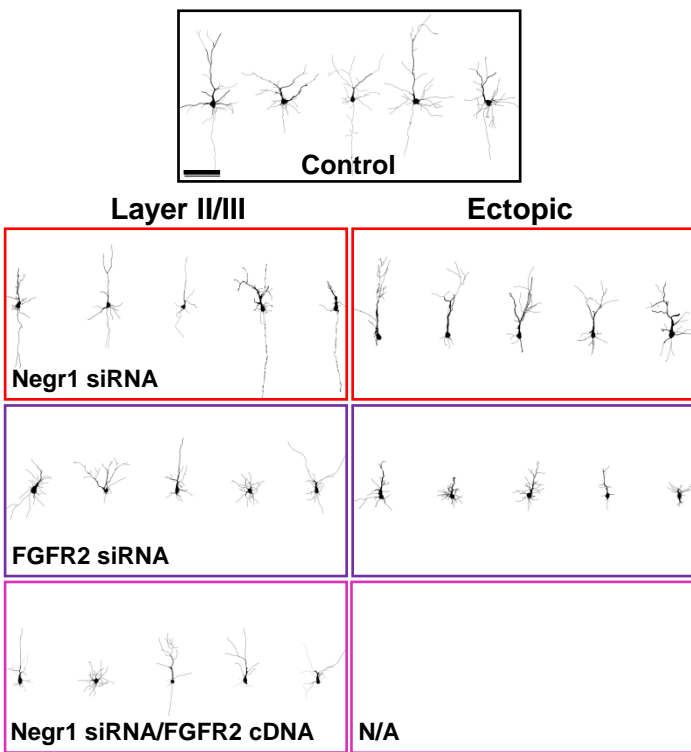 Control
Layer II/III
Ectopic
Negr1 siRNA
FGFR2 siRNA
Negr1 siRNA/FGFR2 cDNA
N/A